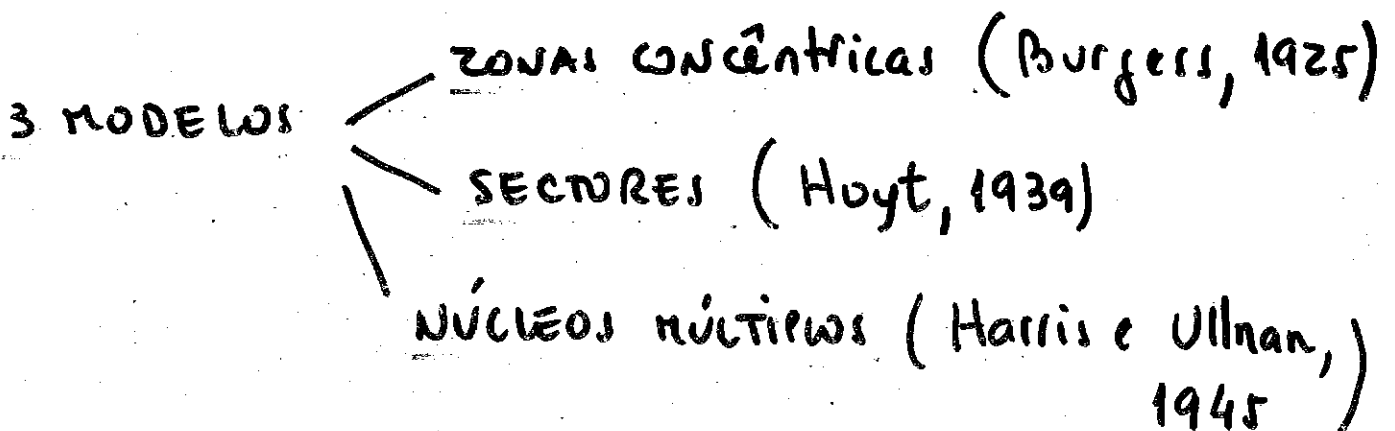 ZONAS CONCÊNTRICAS (Burgess, 1925)
3 MODELOS
SECTORES (Hoyt, 1939)
NÚCLEOS MÚLTIPLOS (Harris e Ullman,
1945)